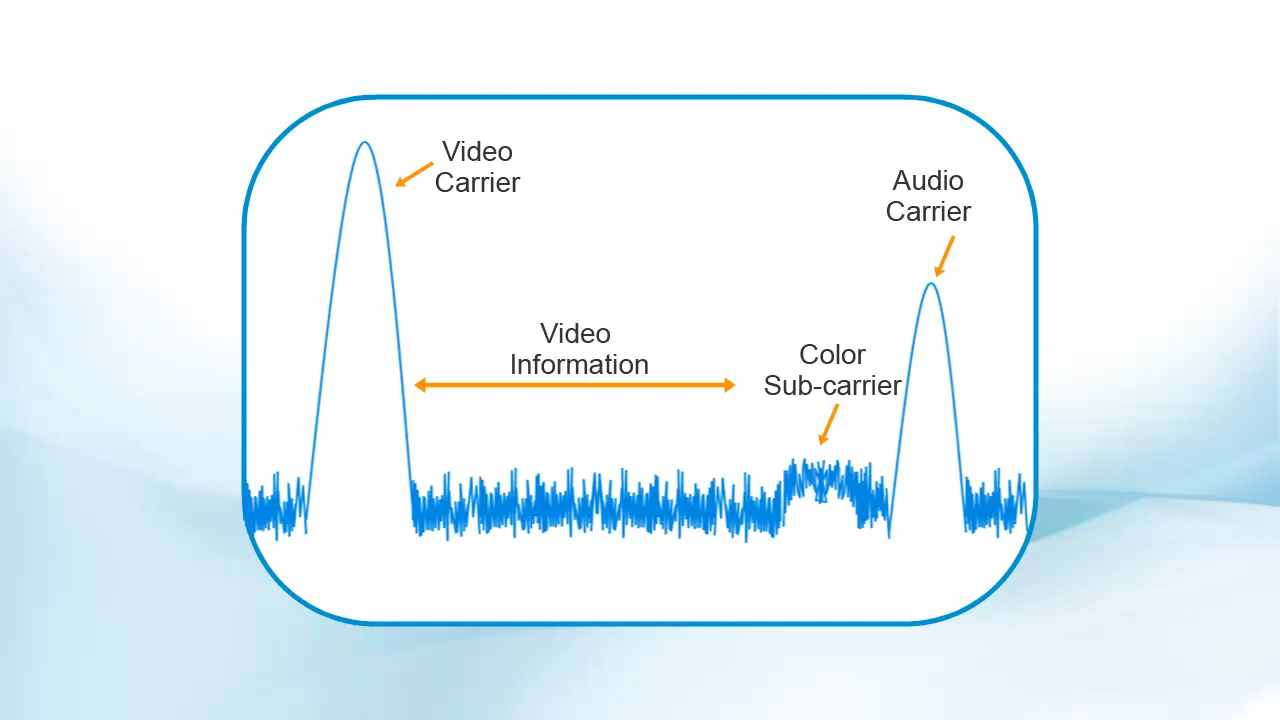 Video
Carrier
Audio
Carrier
Video
Information
Color
Sub-carrier